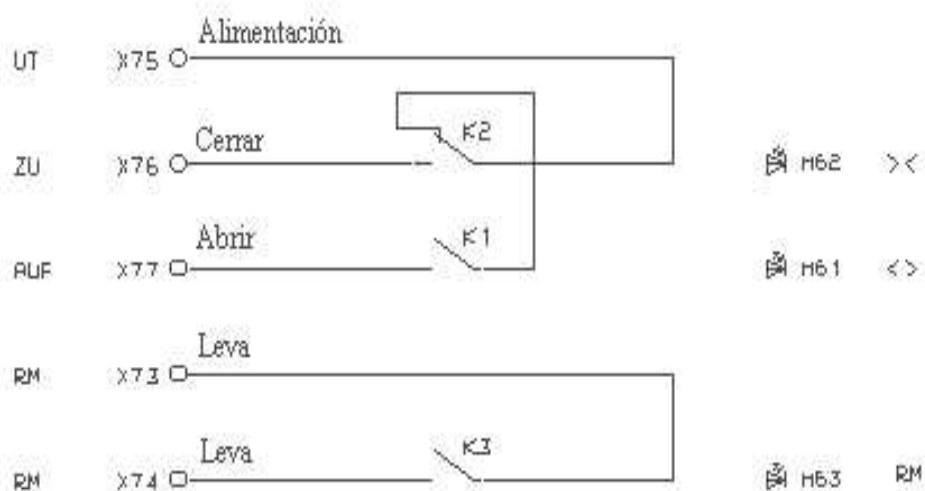 Alimentación
UT X75
Cerrar K2
ZU X76 H62 ><
Abrir K1
AUF X77 H61 <>
Leva
RM X73
Leva K3
RM X74 H63 RM